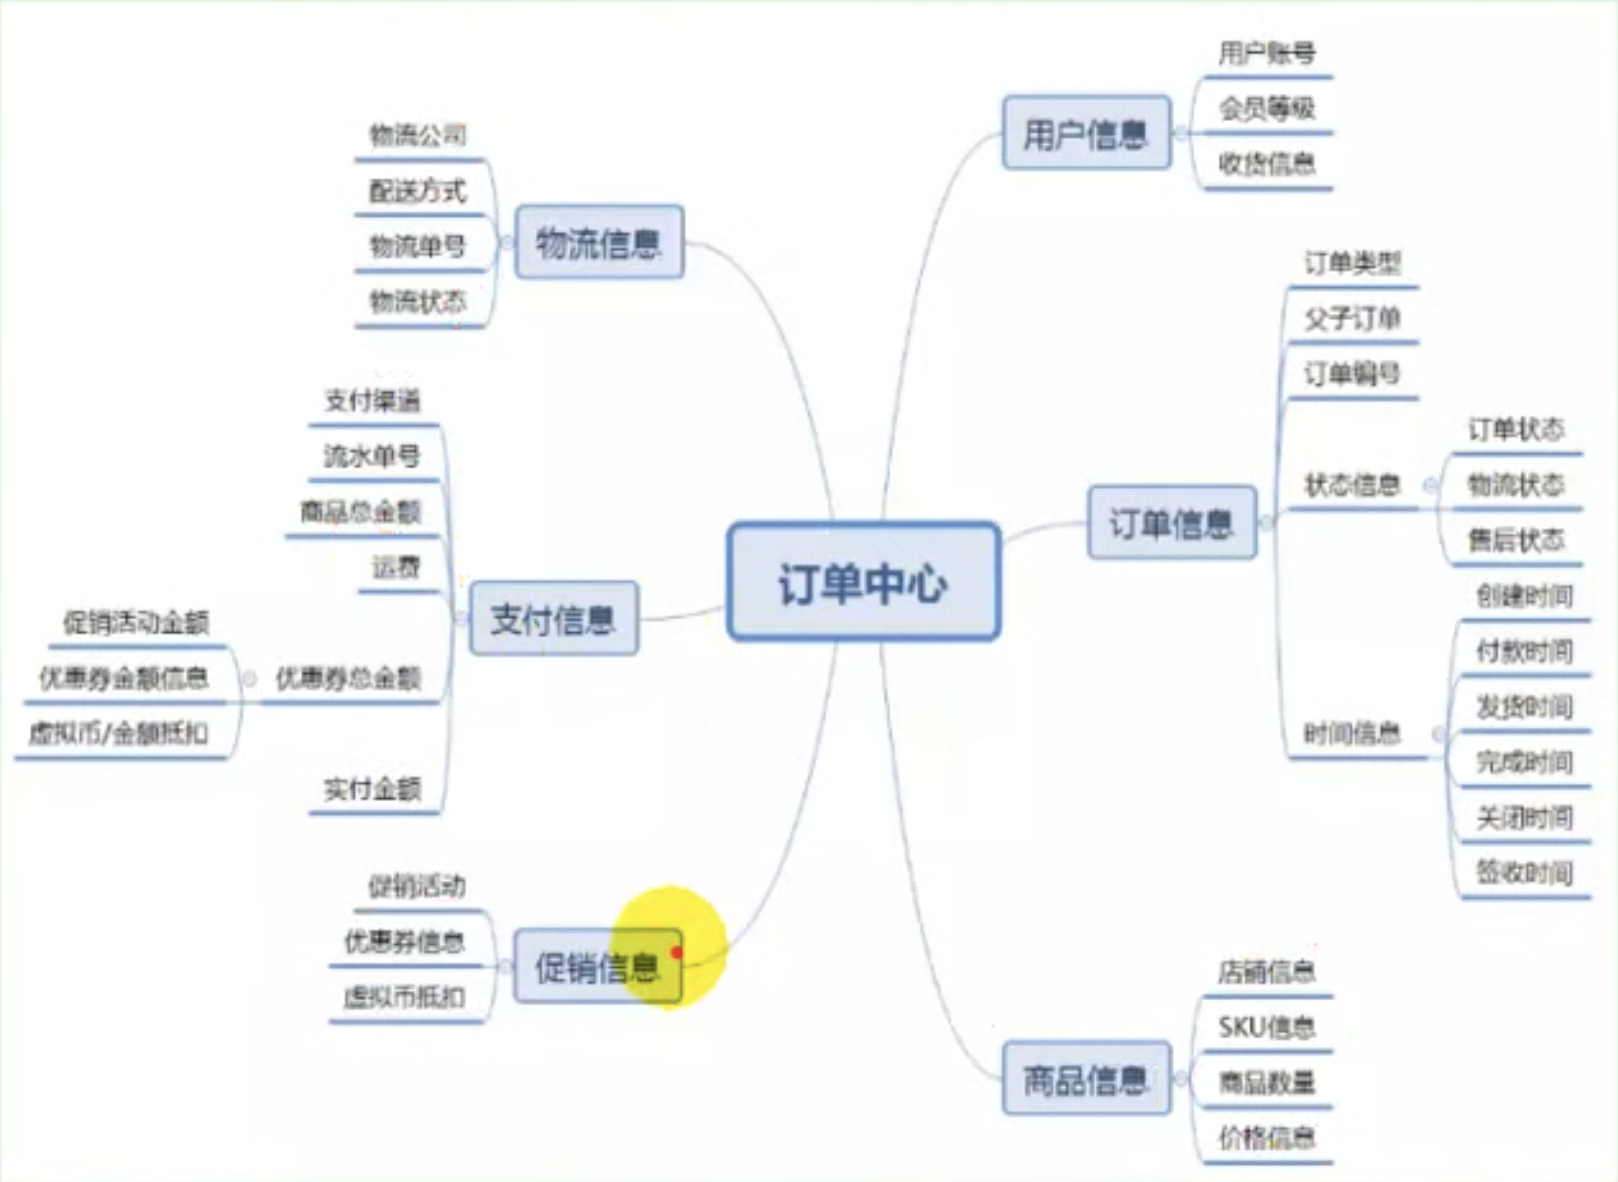 订单中心
用户信息
用户账号
会员等级
收货信息
订单信息
订单类型
父子订单
订单编号
状态信息
订单状态
物流状态
售后状态
时间信息
创建时间
付款时间
发货时间
完成时间
关闭时间
签收时间
商品信息
店铺信息
SKU信息
商品数量
价格信息
物流信息
物流公司
配送方式
物流单号
物流状态
支付信息
支付渠道
流水单号
商品总金额
运费
优惠券总金额
促销活动金额
优惠券金额信息
虚拟币/金额抵扣
实付金额
促销信息
促销活动
优惠券信息
虚拟币抵扣